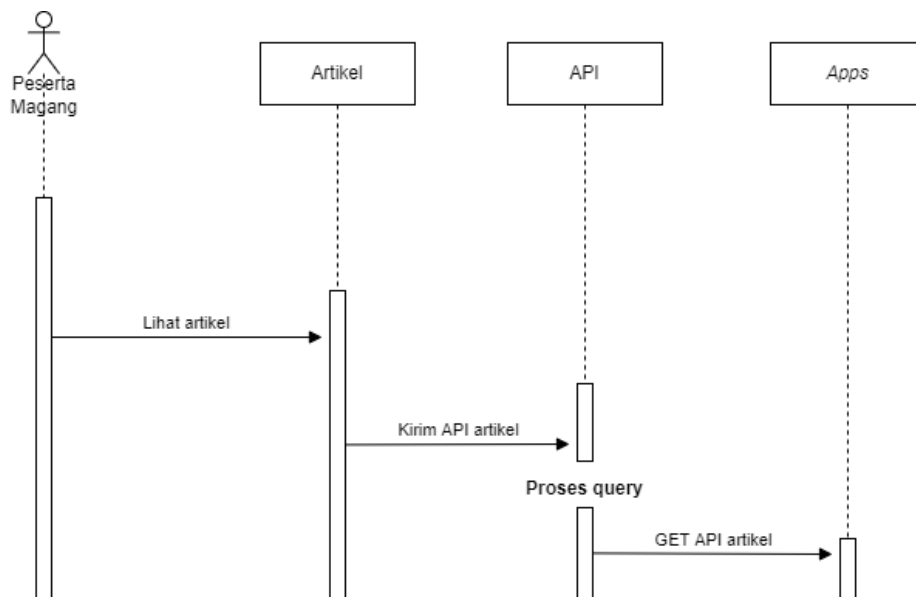 Peserta
Magang
Artikel
API
Apps
Lihat artikel
Kirim API artikel
Proses query
GET API artikel